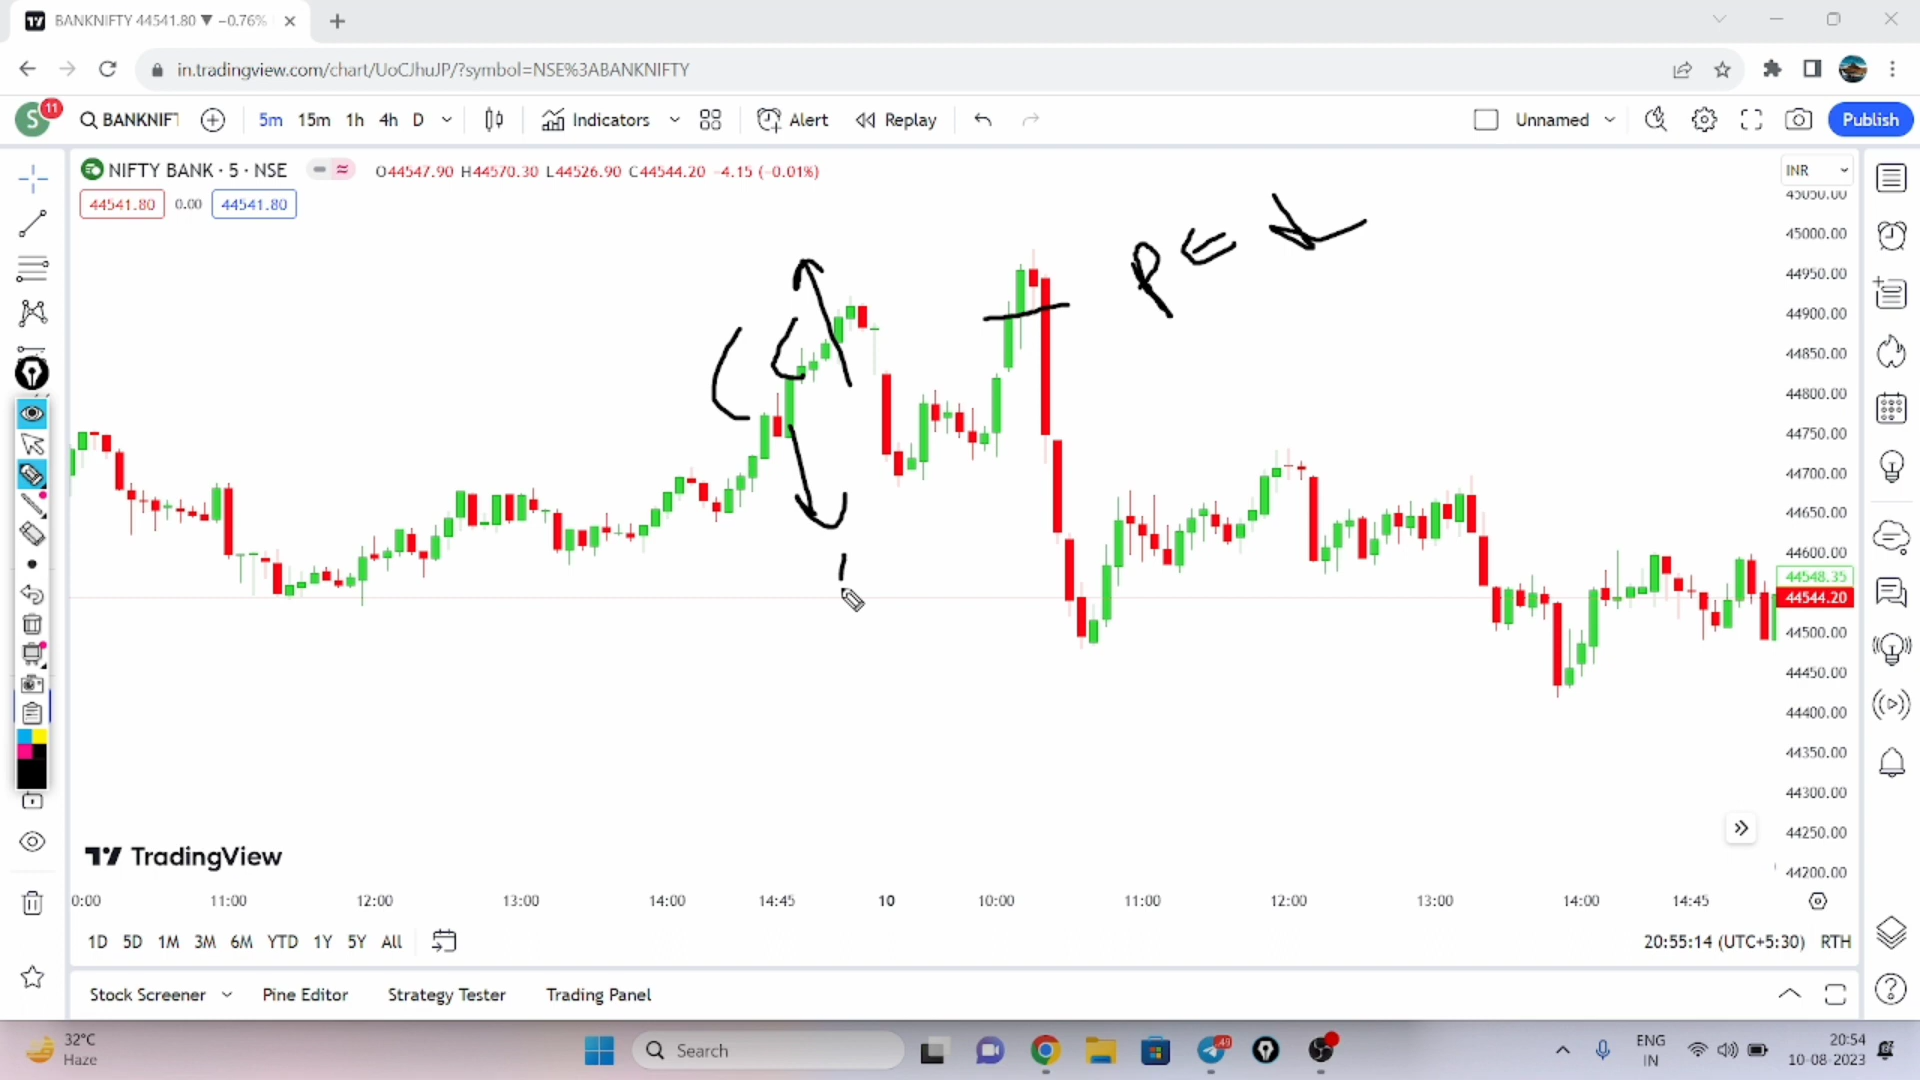 BANKNIFTY 44541.80 ▼ −0.76%
in.tradingview.com/chart/UoCJhuJP/?symbol=NSE%3ABANKNIFTY
S 11 BANKNIFT 5m 15m 1h 4h D Indicators Alert Replay Unnamed Publish
NIFTY BANK · 5 · NSE O44547.90 H44570.30 L44526.90 C44544.20 −4.15 (−0.01%) INR
44541.80 0.00 44541.80
45050.00
45000.00
44950.00
44900.00
44850.00
44800.00
44750.00
44700.00
44650.00
44600.00
44548.35
44544.20
44500.00
44450.00
44400.00
44350.00
44300.00
44250.00
44200.00
TradingView
0:00 11:00 12:00 13:00 14:00 14:45 10 10:00 11:00 12:00 13:00 14:00 14:45
1D 5D 1M 3M 6M YTD 1Y 5Y All 20:55:14 (UTC+5:30) RTH
Stock Screener Pine Editor Strategy Tester Trading Panel
32°C
Haze
Search
49
ENG
IN
20:54
10-08-2023